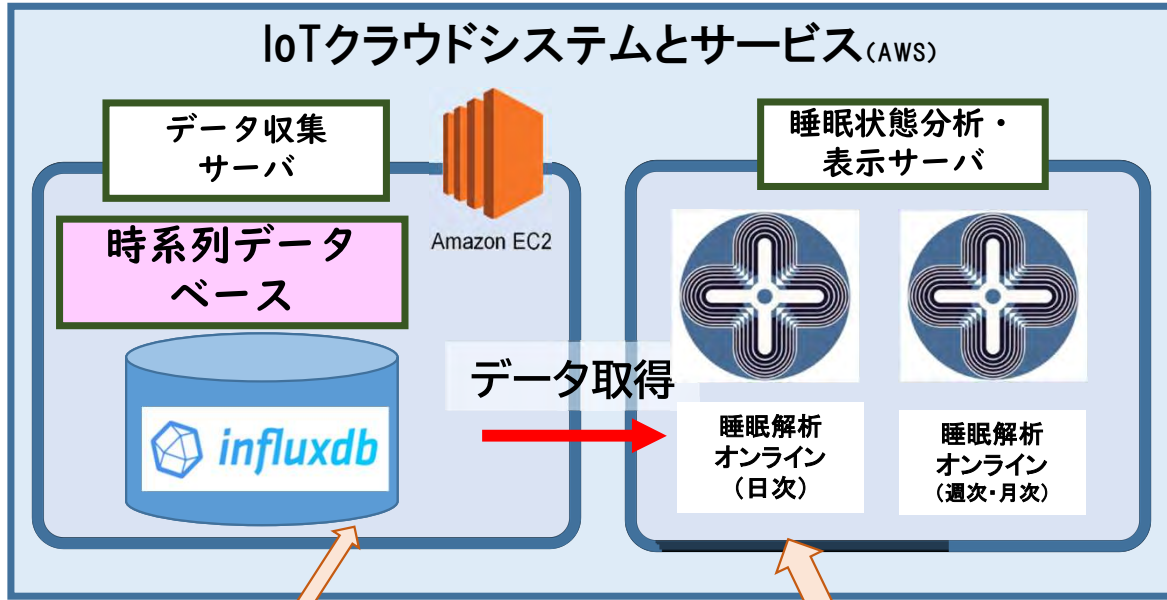 IoTクラウドシステムとサービス(AWS)
データ収集
サーバ
Amazon EC2
時系列データ
ベース
influxdb
データ取得
睡眠状態分析・
表示サーバ
睡眠解析
オンライン
(日次)
睡眠解析
オンライン
(週次・月次)